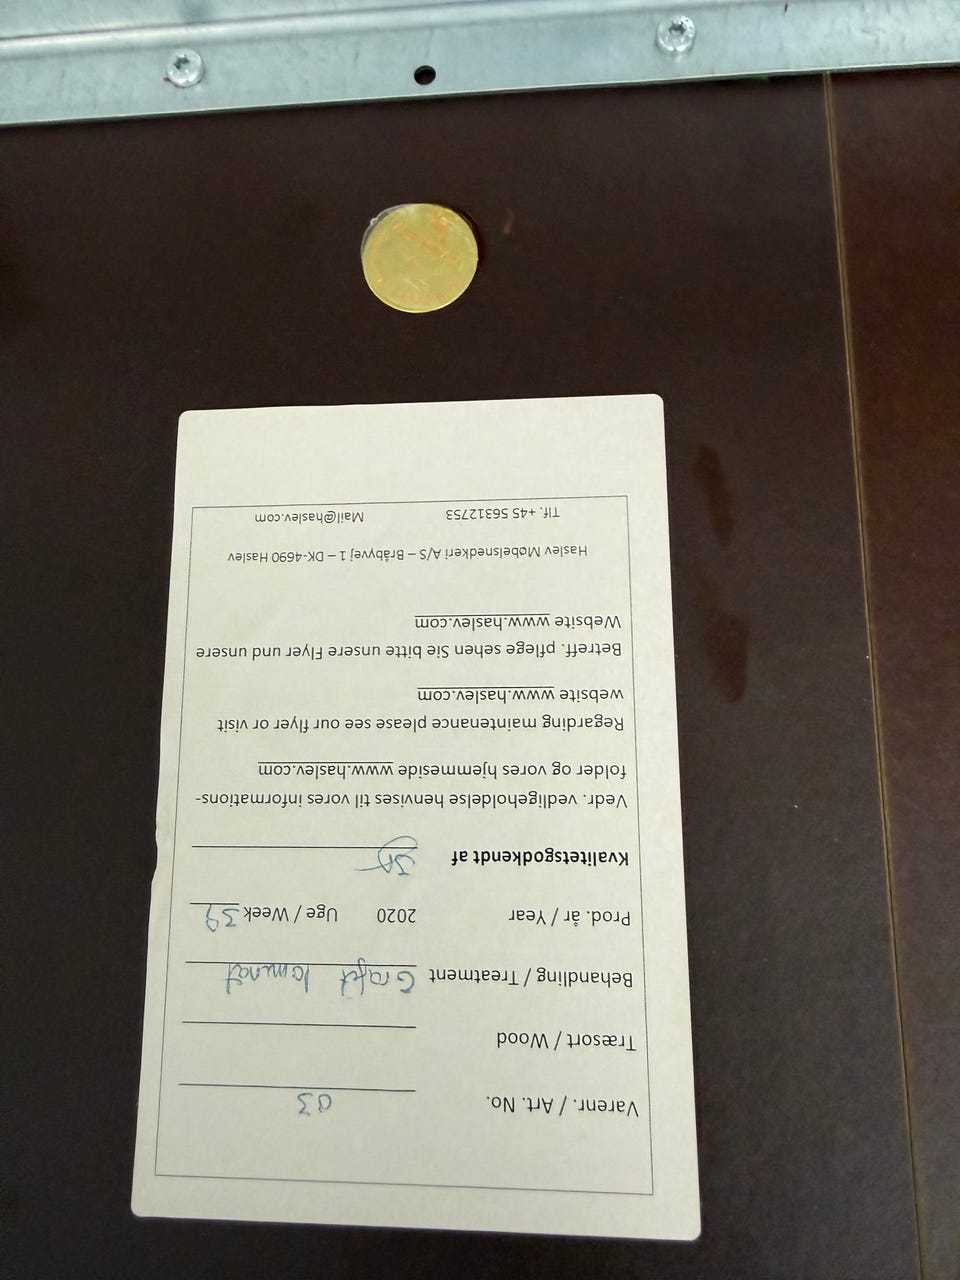 Varenr. / Art. No. 03
Træsort / Wood
Behandling / Treatment Grafit laminat
Prod. år / Year 2020 Uge / Week 39
Kvalitetsgodkendt af
Vedr. vedligeholdelse henvises til vores informations-
folder og vores hjemmeside www.haslev.com
Regarding maintenance please see our flyer or visit
website www.haslev.com
Betreff. pflege sehen Sie bitte unsere Flyer und unsere
Website www.haslev.com
Haslev Møbelsnedkeri A/S – Bråbyvej 1 – DK-4690 Haslev
Tlf. +45 56312753 Mail@haslev.com